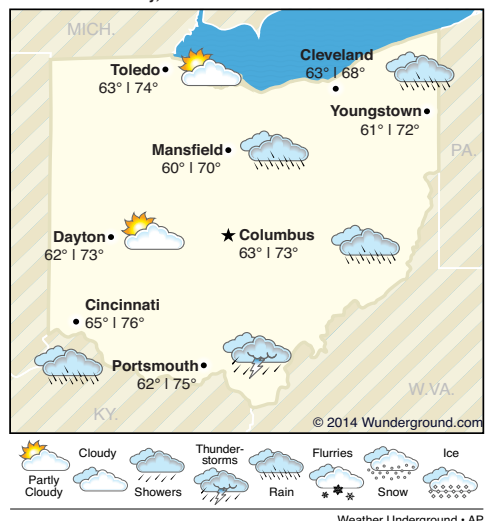 MICH.
Cleveland
63° | 68°
Toledo
63° | 74°
Youngstown
61° | 72°
Mansfield
60° | 70°
PA.
Dayton
62° | 73°
Columbus
63° | 73°
Cincinnati
65° | 76°
Portsmouth
62° | 75°
W.VA.
KY.
© 2014 Wunderground.com
Partly
Cloudy
Cloudy
Showers
Thunder-
storms
Rain
Flurries
Snow
Ice
Weather Underground • AP